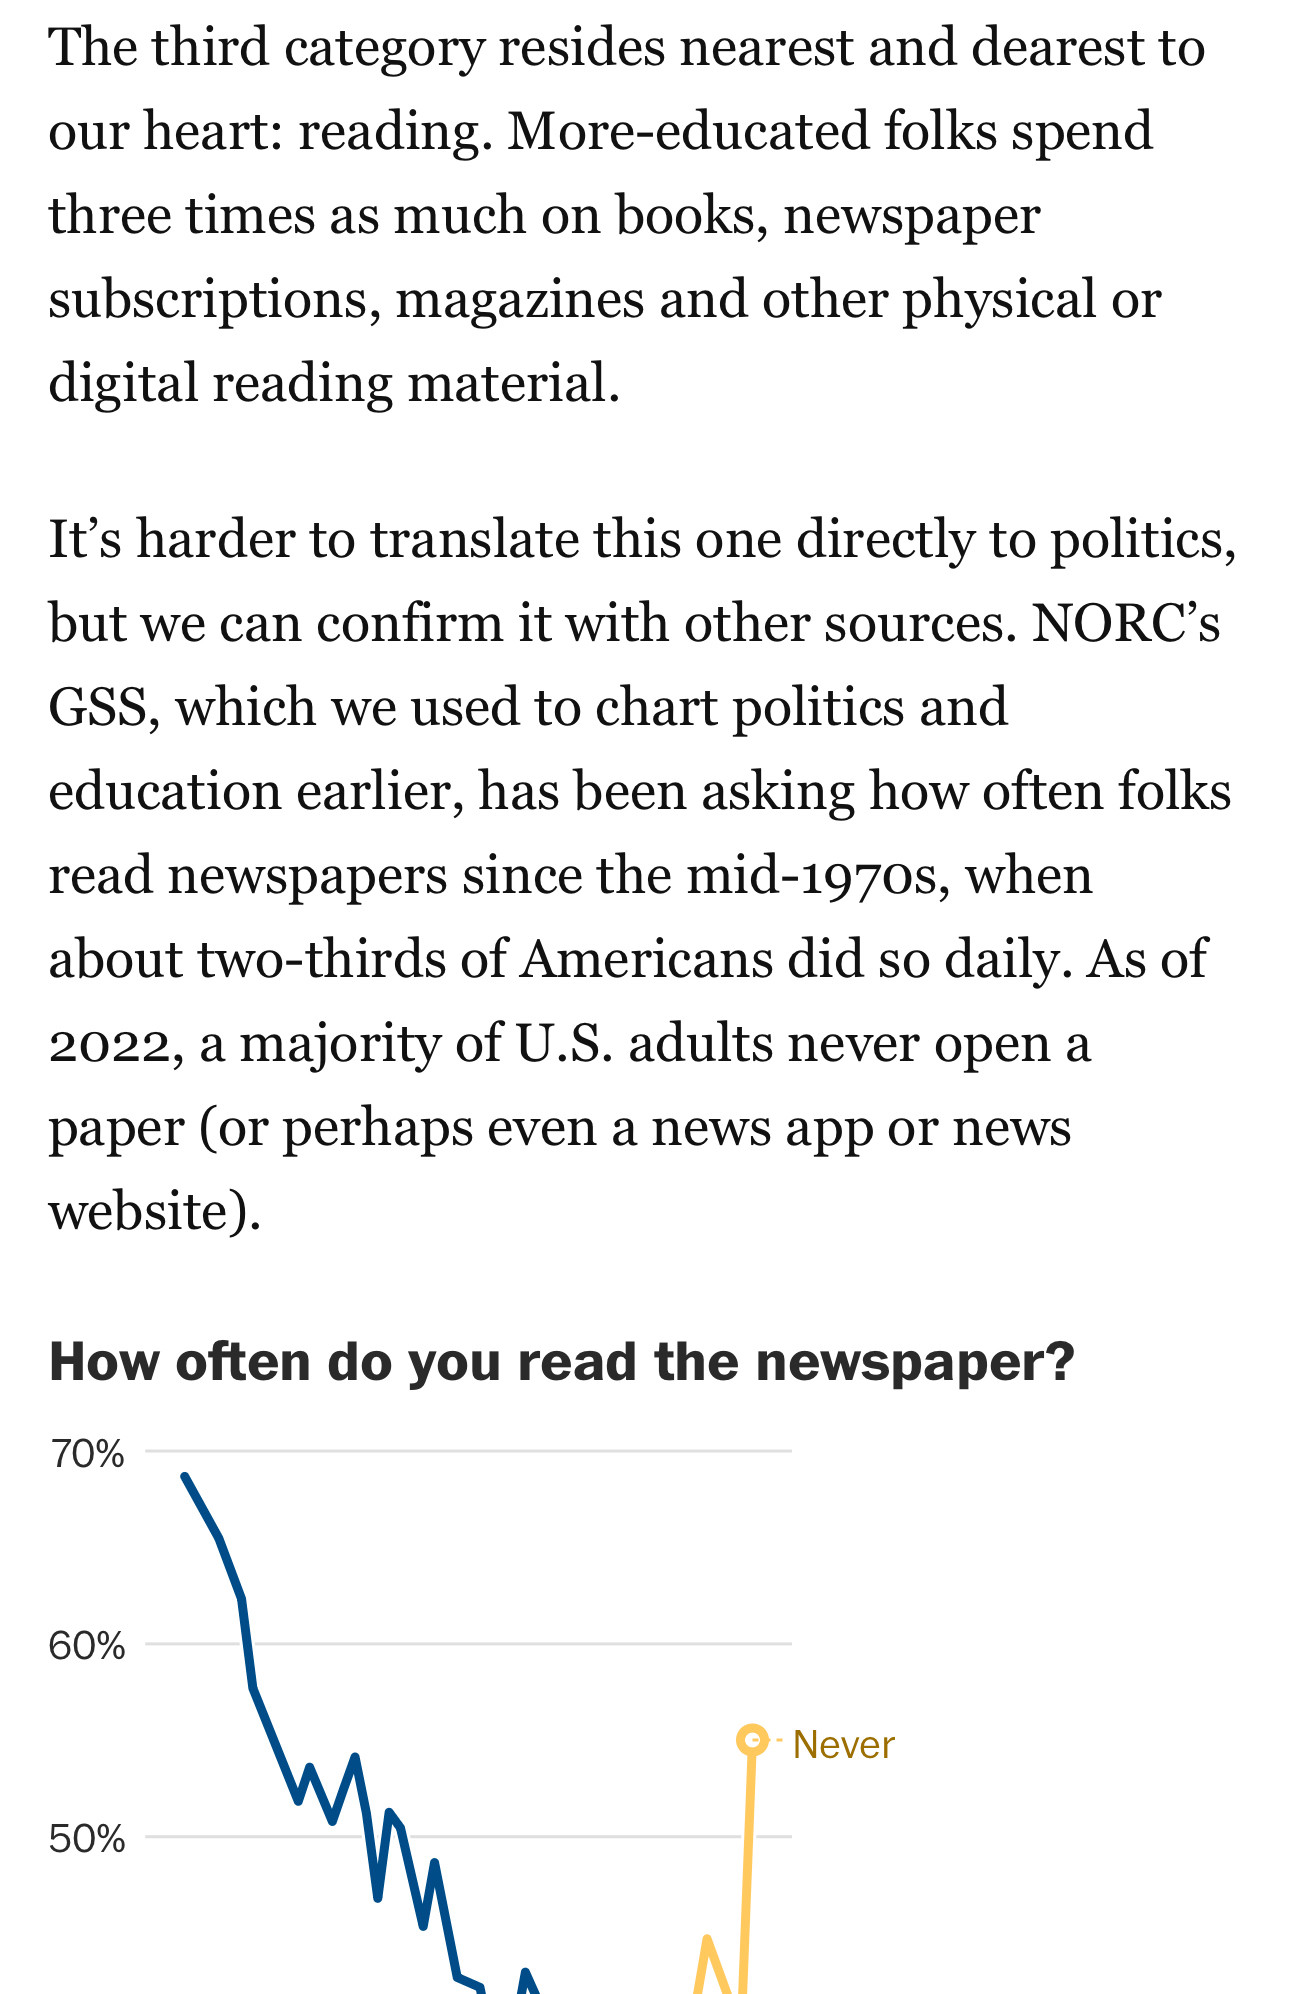 The third category resides nearest and dearest to
our heart: reading. More-educated folks spend
three times as much on books, newspaper
subscriptions, magazines and other physical or
digital reading material.
It’s harder to translate this one directly to politics,
but we can confirm it with other sources. NORC’s
GSS, which we used to chart politics and
education earlier, has been asking how often folks
read newspapers since the mid-1970s, when
about two-thirds of Americans did so daily. As of
2022, a majority of U.S. adults never open a
paper (or perhaps even a news app or news
website).
How often do you read the newspaper?
70%
60%
Never
50%